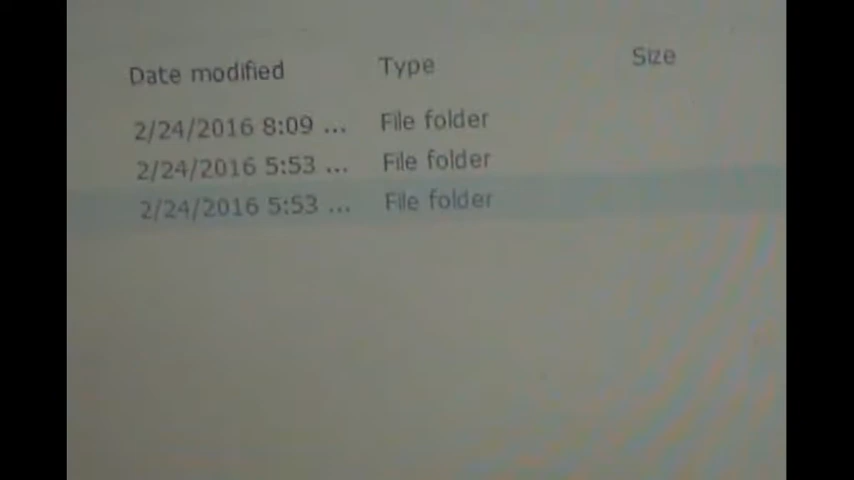 Date modified Type Size
2/24/2016 8:09 ... File folder
2/24/2016 5:53 ... File folder
2/24/2016 5:53 ... File folder